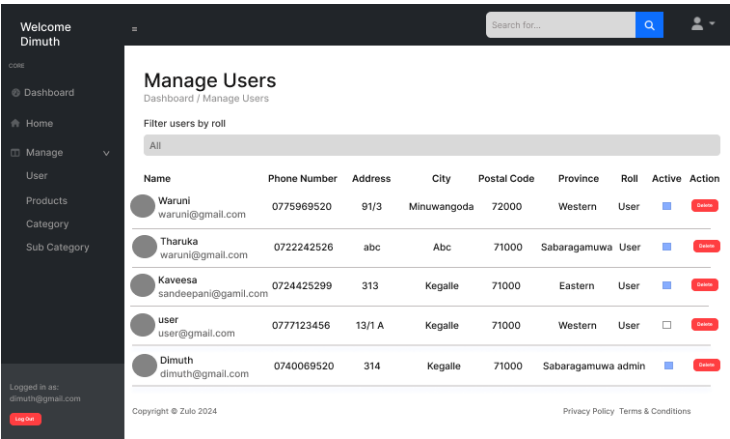 Welcome
Dimuth
Search for...
CORE
Dashboard
Home
Manage
User
Products
Category
Sub Category
Logged in as:
dimuth@gmail.com
Log Out
Manage Users
Dashboard / Manage Users
Filter users by roll
All
Name Phone Number Address City Postal Code Province Roll Active Action
Waruni
waruni@gmail.com 0775969520 91/3 Minuwangoda 72000 Western User Delete
Tharuka
waruni@gmail.com 0722242526 abc Abc 71000 Sabaragamuwa User Delete
Kaveesa
sandeepani@gamil.com 0724425299 313 Kegalle 71000 Eastern User Delete
user
user@gmail.com 0777123456 13/1 A Kegalle 71000 Western User Delete
Dimuth
dimuth@gmail.com 0740069520 314 Kegalle 71000 Sabaragamuwa admin Delete
Copyright © Zulo 2024 Privacy Policy Terms & Conditions